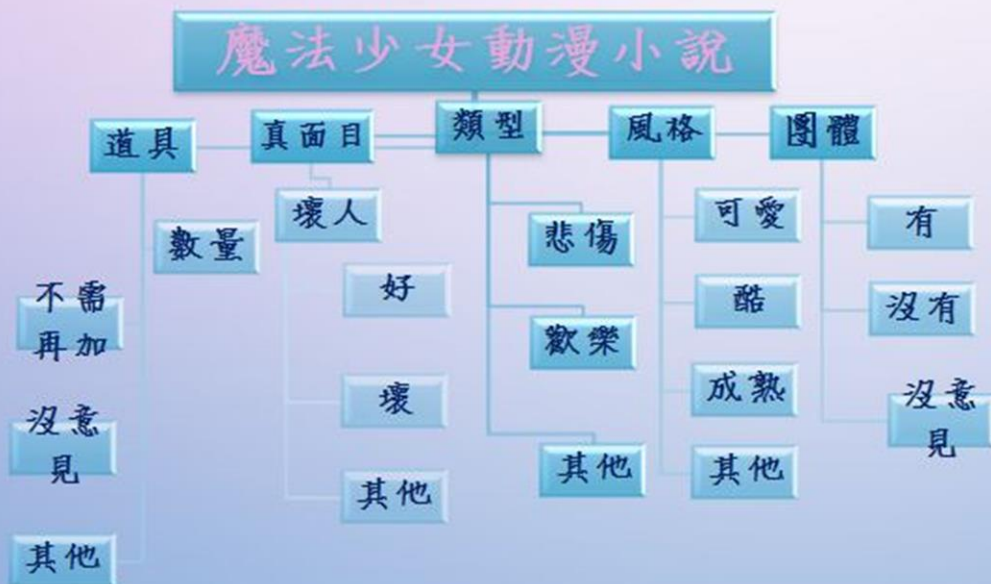 魔法少女動漫小說
道具
真面目
類型
風格
團體
數量
不需
再加
沒意
見
其他
壞人
好
壞
其他
悲傷
歡樂
其他
可愛
酷
成熟
其他
有
沒有
沒意
見